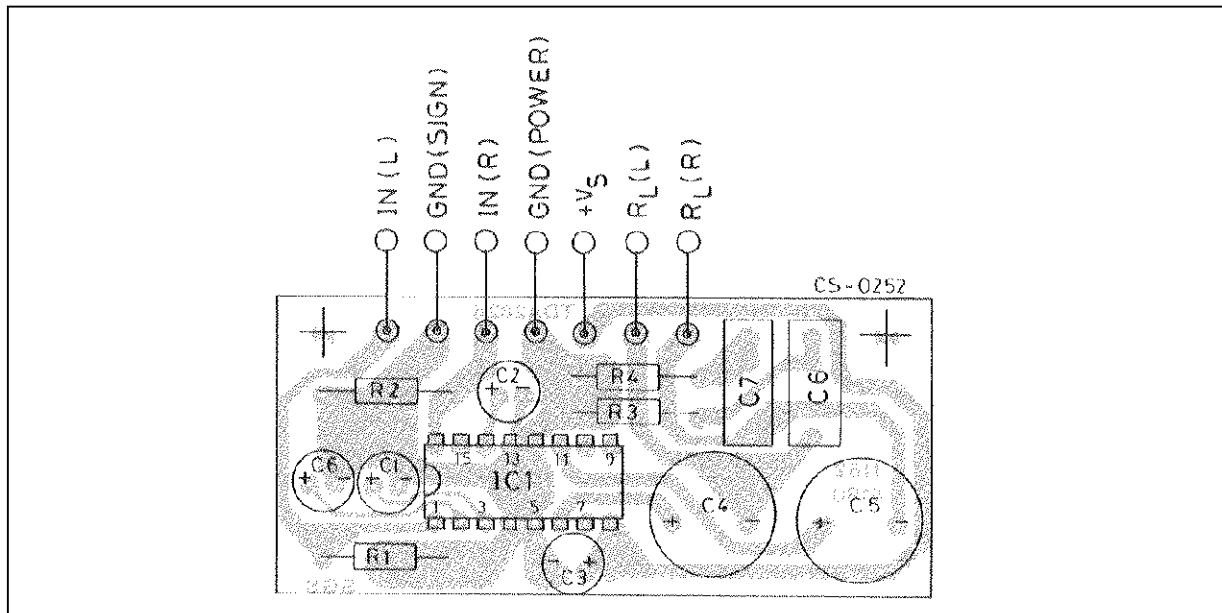 IN(L)
GND(SIGN)
IN(R)
GND(POWER)
+VS
RL(L)
RL(R)
CS-0252
R2
+ C2 -
R4
R3
C7
C6
15 13 11 9
+ C6 -
+ C1 -
IC1
1 3 5 7
+ C4 -
+ C5 -
R1
- C3 +